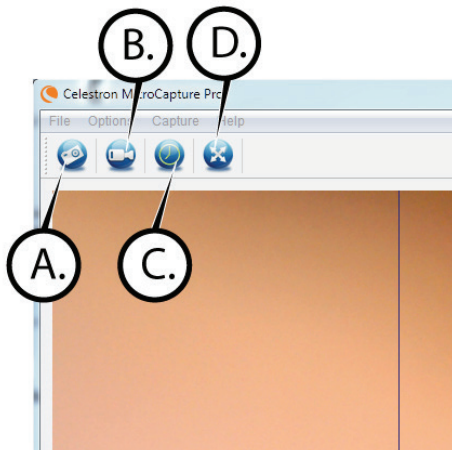 B. D.
Celestron MicroCapture Pro
File Options Capture Help
A. C.